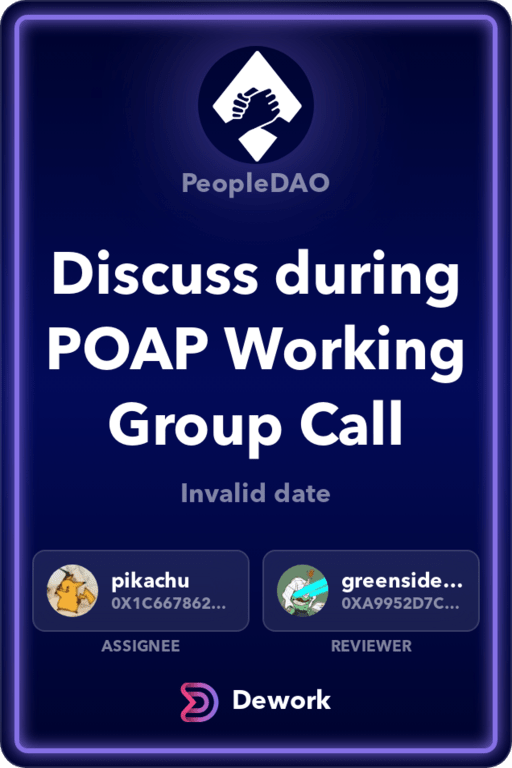 PeopleDAO
Discuss during
POAP Working
Group Call
Invalid date
pikachu
0X1C667862...
ASSIGNEE
greenside...
0XA9952D7C...
REVIEWER
Dework